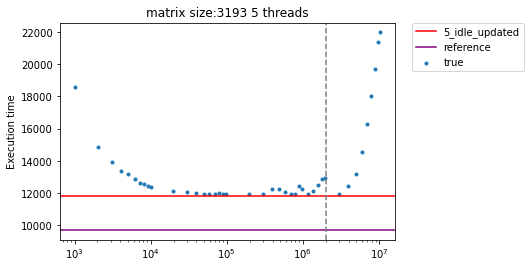 matrix size:3193 5 threads
22000
20000
18000
16000
14000
12000
10000
Execution time
10³
10⁴
10⁵
10⁶
10⁷
5_idle_updated
reference
true